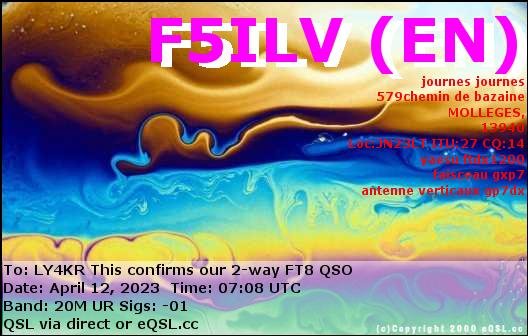 F5ILV (EN)
journes journes
579chemin de bazaine
MOLLEGES,
13940
Loc:JN23LT ITU:27 CQ:14
yaesu ftdx1200
faisceau gxp7
antenne verticaux gp7dx
To: LY4KR This confirms our 2-way FT8 QSO
Date: April 12, 2023 Time: 07:08 UTC
Band: 20M UR Sigs: -01
QSL via direct or eQSL.cc
(c)Copyright 2000 eQSL.cc